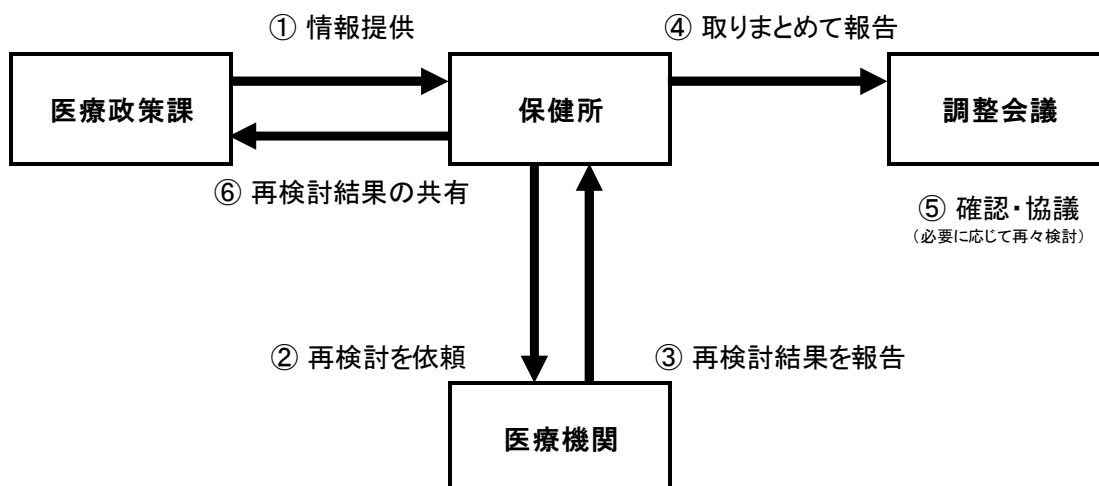 ① 情報提供
④ 取りまとめて報告
医療政策課
保健所
調整会議
⑥ 再検討結果の共有
⑤ 確認・協議
（必要に応じて再々検討）
② 再検討を依頼
③ 再検討結果を報告
医療機関